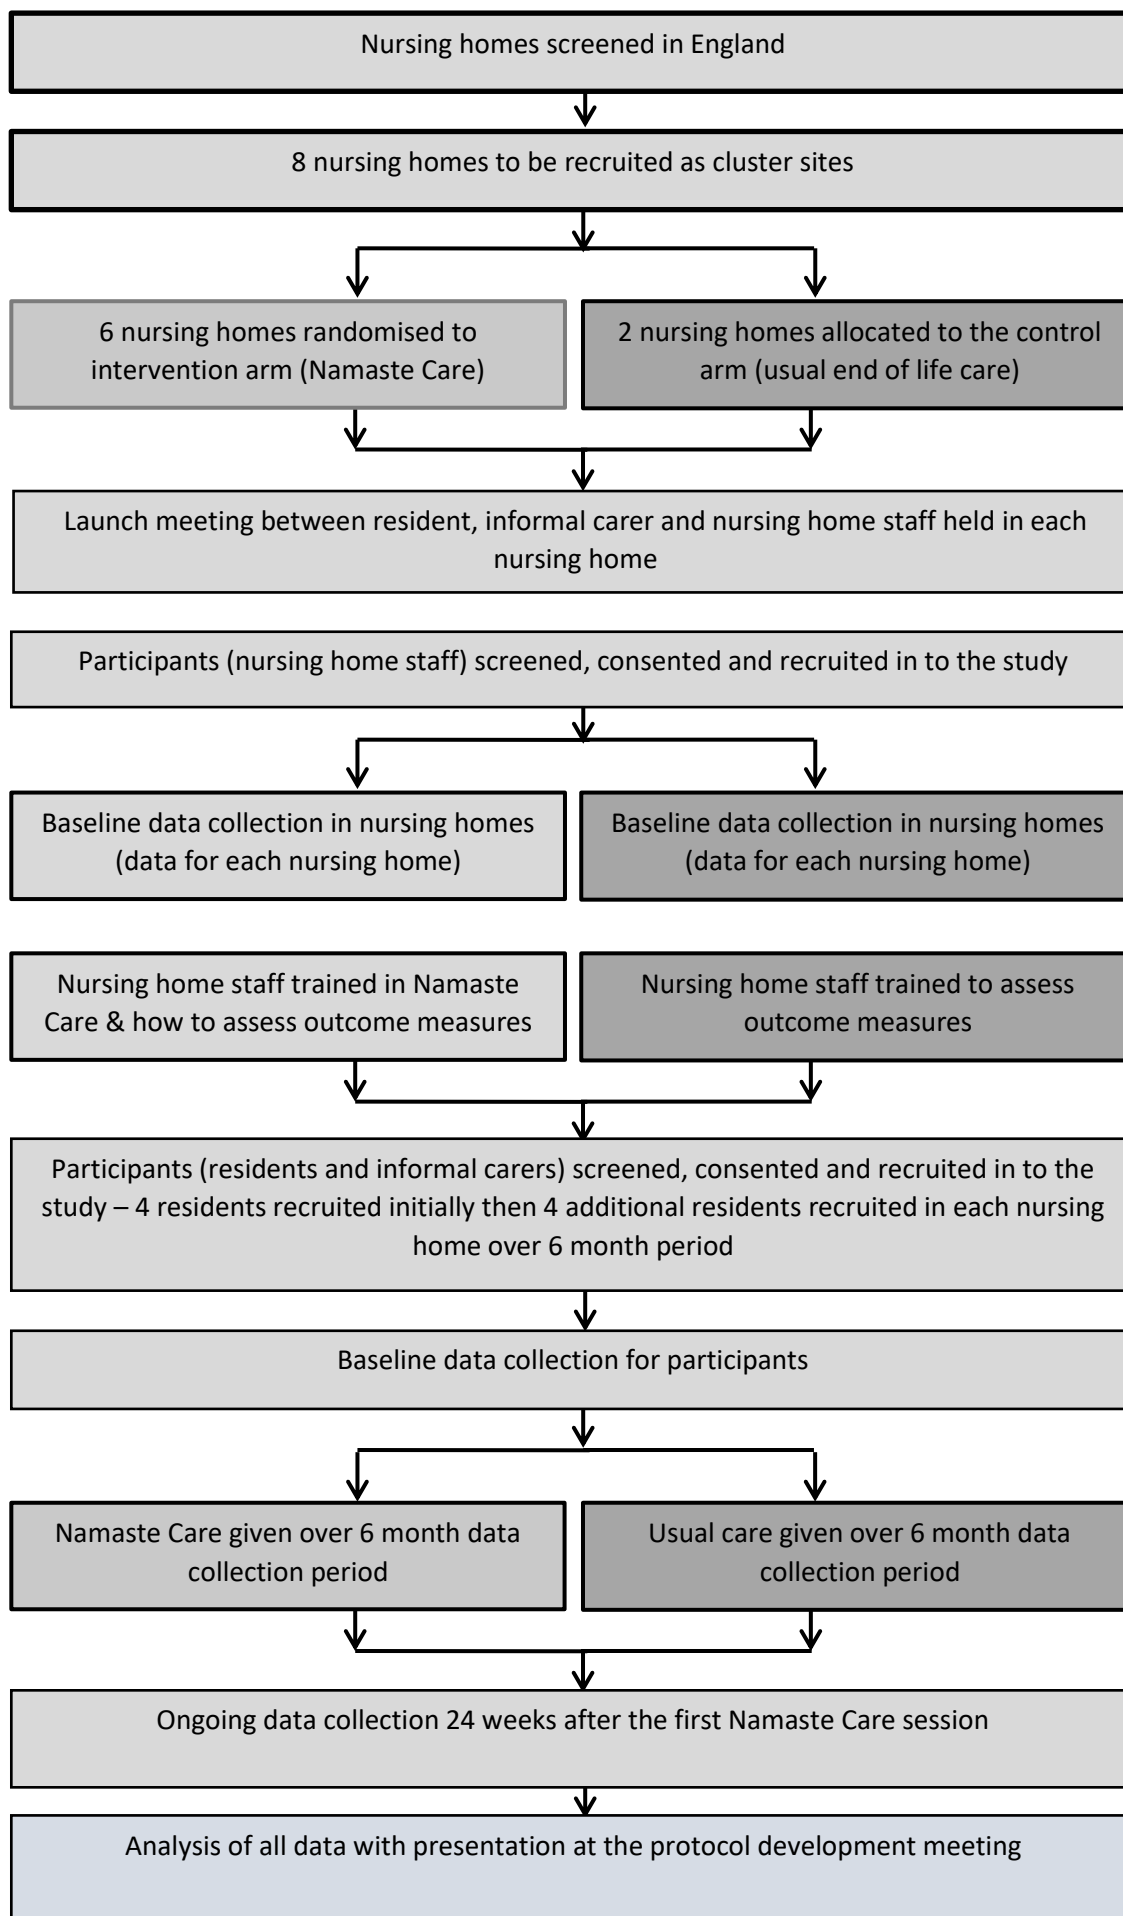 Nursing homes screened in England
8 nursing homes to be recruited as cluster sites
6 nursing homes randomised to
intervention arm (Namaste Care)
2 nursing homes allocated to the control
arm (usual end of life care)
Launch meeting between resident, informal carer and nursing home staff held in each
nursing home
Participants (nursing home staff) screened, consented and recruited in to the study
Baseline data collection in nursing homes
(data for each nursing home)
Baseline data collection in nursing homes
(data for each nursing home)
Nursing home staff trained in Namaste
Care & how to assess outcome measures
Nursing home staff trained to assess
outcome measures
Participants (residents and informal carers) screened, consented and recruited in to the
study – 4 residents recruited initially then 4 additional residents recruited in each nursing
home over 6 month period
Baseline data collection for participants
Namaste Care given over 6 month data
collection period
Usual care given over 6 month data
collection period
Ongoing data collection 24 weeks after the first Namaste Care session
Analysis of all data with presentation at the protocol development meeting